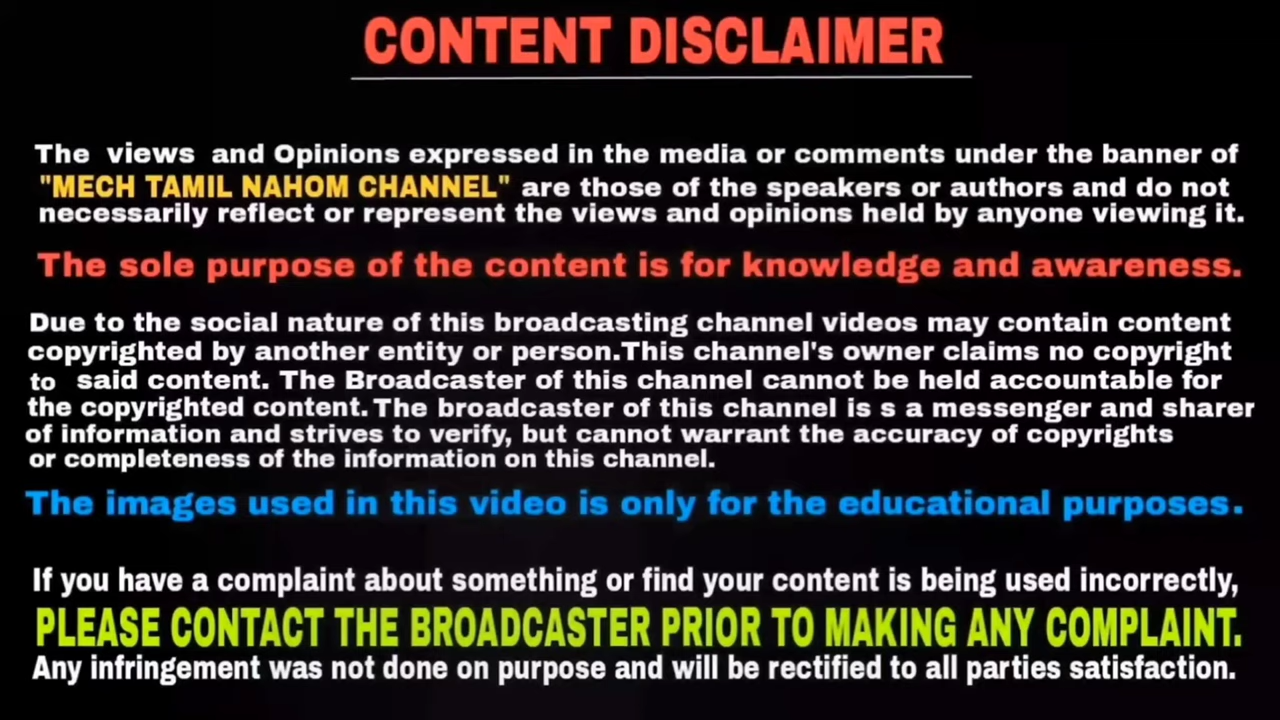 CONTENT DISCLAIMER
The views and Opinions expressed in the media or comments under the banner of
"MECH TAMIL NAHOM CHANNEL" are those of the speakers or authors and do not
necessarily reflect or represent the views and opinions held by anyone viewing it.
The sole purpose of the content is for knowledge and awareness.
Due to the social nature of this broadcasting channel videos may contain content
copyrighted by another entity or person.This channel's owner claims no copyright
to said content. The Broadcaster of this channel cannot be held accountable for
the copyrighted content. The broadcaster of this channel is s a messenger and sharer
of information and strives to verify, but cannot warrant the accuracy of copyrights
or completeness of the information on this channel.
The images used in this video is only for the educational purposes.
If you have a complaint about something or find your content is being used incorrectly,
PLEASE CONTACT THE BROADCASTER PRIOR TO MAKING ANY COMPLAINT.
Any infringement was not done on purpose and will be rectified to all parties satisfaction.